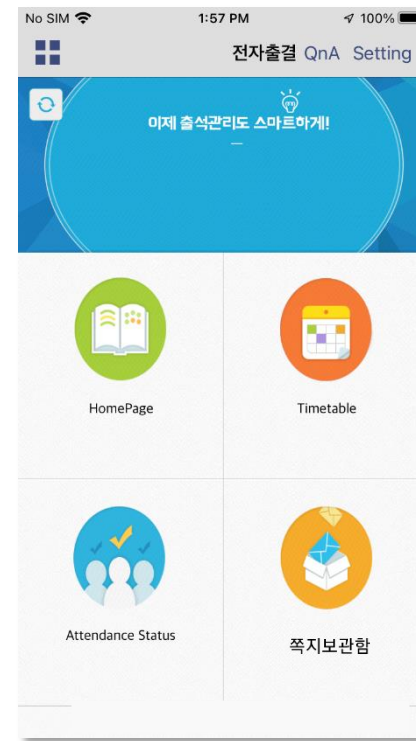 No SIM 1:57 PM 100%
전자출결 QnA Setting
이제 출석관리도 스마트하게!
HomePage Timetable
Attendance Status 쪽지보관함